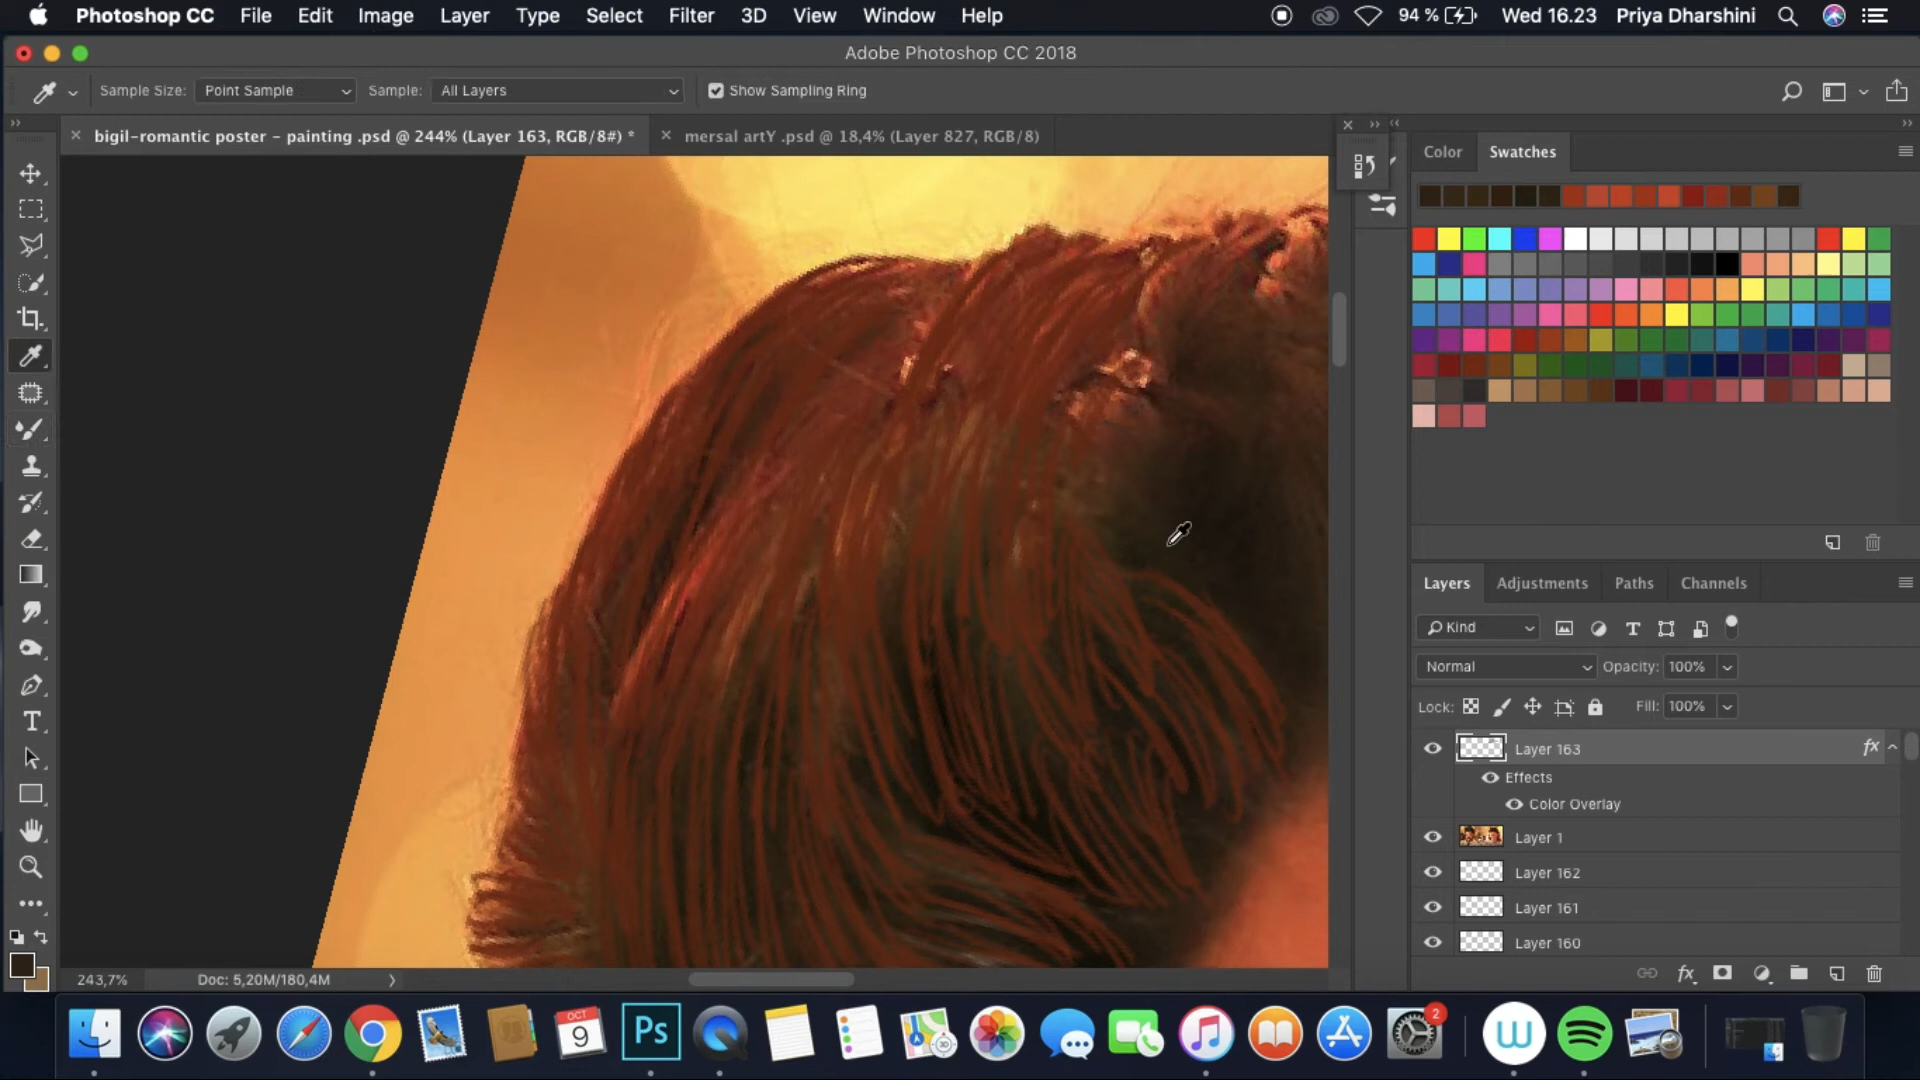 Photoshop CC File Edit Image Layer Type Select Filter 3D View Window Help 94 % Wed 16.23 Priya Dharshini
Adobe Photoshop CC 2018
Sample Size: Point Sample Sample: All Layers Show Sampling Ring
bigil-romantic poster – painting .psd @ 244% (Layer 163, RGB/8#) * mersal artY .psd @ 18,4% (Layer 827, RGB/8)
Color Swatches
Layers Adjustments Paths Channels
Kind
Normal Opacity: 100%
Lock: Fill: 100%
Layer 163 fx
Effects
Color Overlay
Layer 1
Layer 162
Layer 161
Layer 160
243,7% Doc: 5,20M/180,4M
fx
OCT
9
Ps
3D
2
W